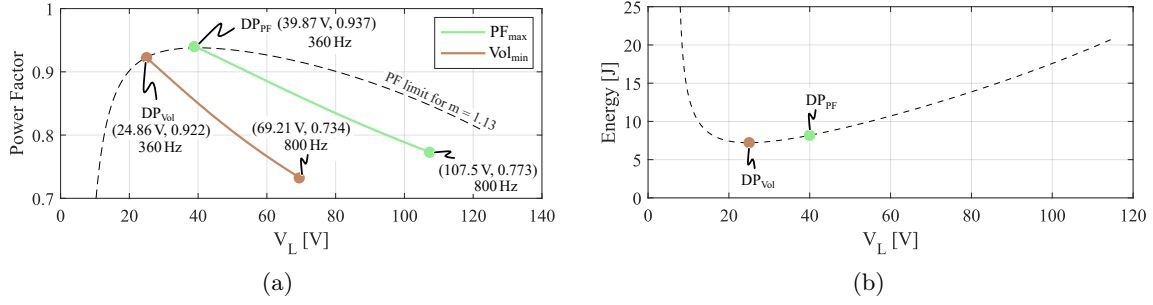 DP_PF (39.87 V, 0.937)
360 Hz
PF_max
Vol_min
1
0.9
0.8
0.7
Power Factor
PF limit for m = 1.13
DP_Vol
(24.86 V, 0.922)
360 Hz
(69.21 V, 0.734)
800 Hz
(107.5 V, 0.773)
800 Hz
0 20 40 60 80 100 120 140
V_L [V]
(a)
25
20
15
10
5
0
Energy [J]
DP_PF
DP_Vol
0 20 40 60 80 100 120
V_L [V]
(b)